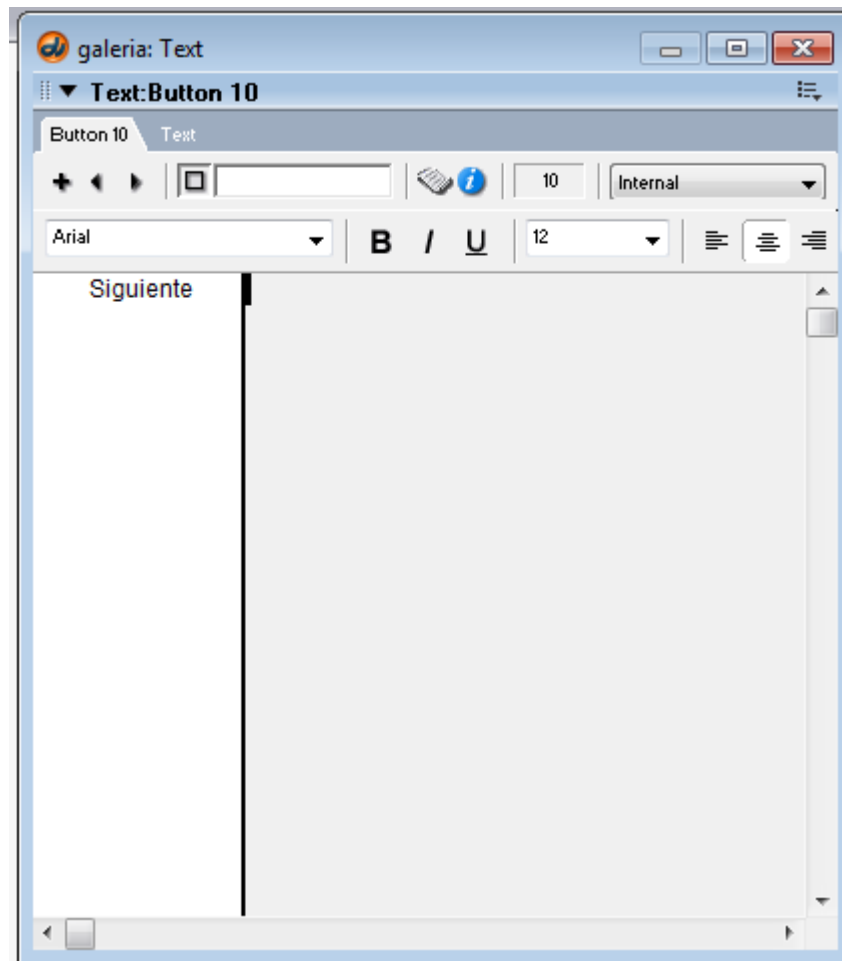 galeria: Text
Text:Button 10
Button 10 Text
10 Internal
Arial B I U 12
Siguiente